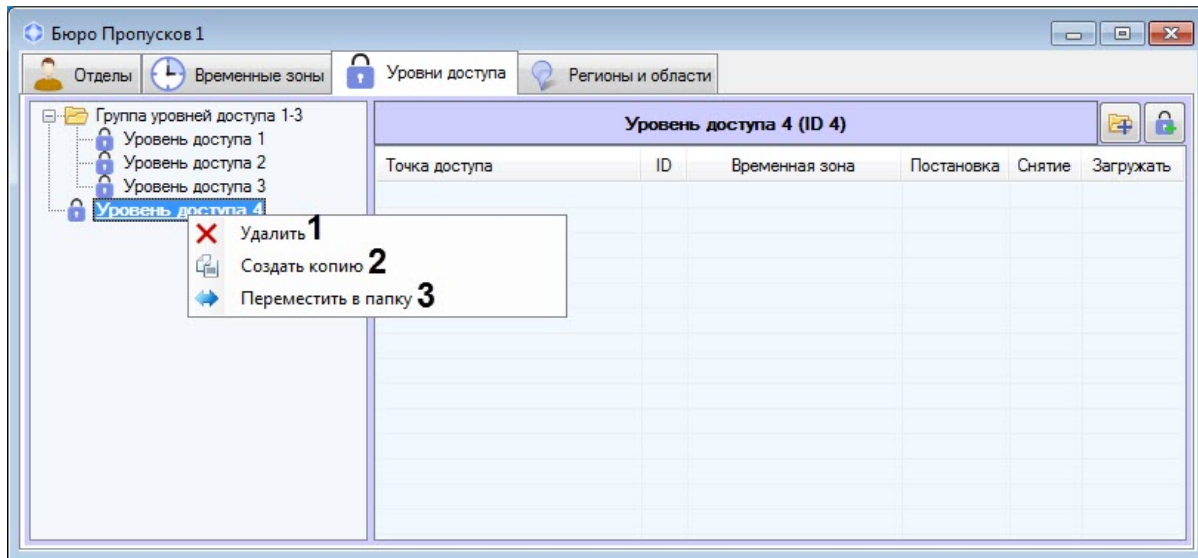 Бюро Пропусков 1
Отделы Временные зоны Уровни доступа Регионы и области
Группа уровней доступа 1-3
Уровень доступа 1
Уровень доступа 2
Уровень доступа 3
Уровень доступа 4
Удалить 1
Создать копию 2
Переместить в папку 3
Уровень доступа 4 (ID 4)
Точка доступа ID Временная зона Постановка Снятие Загружать